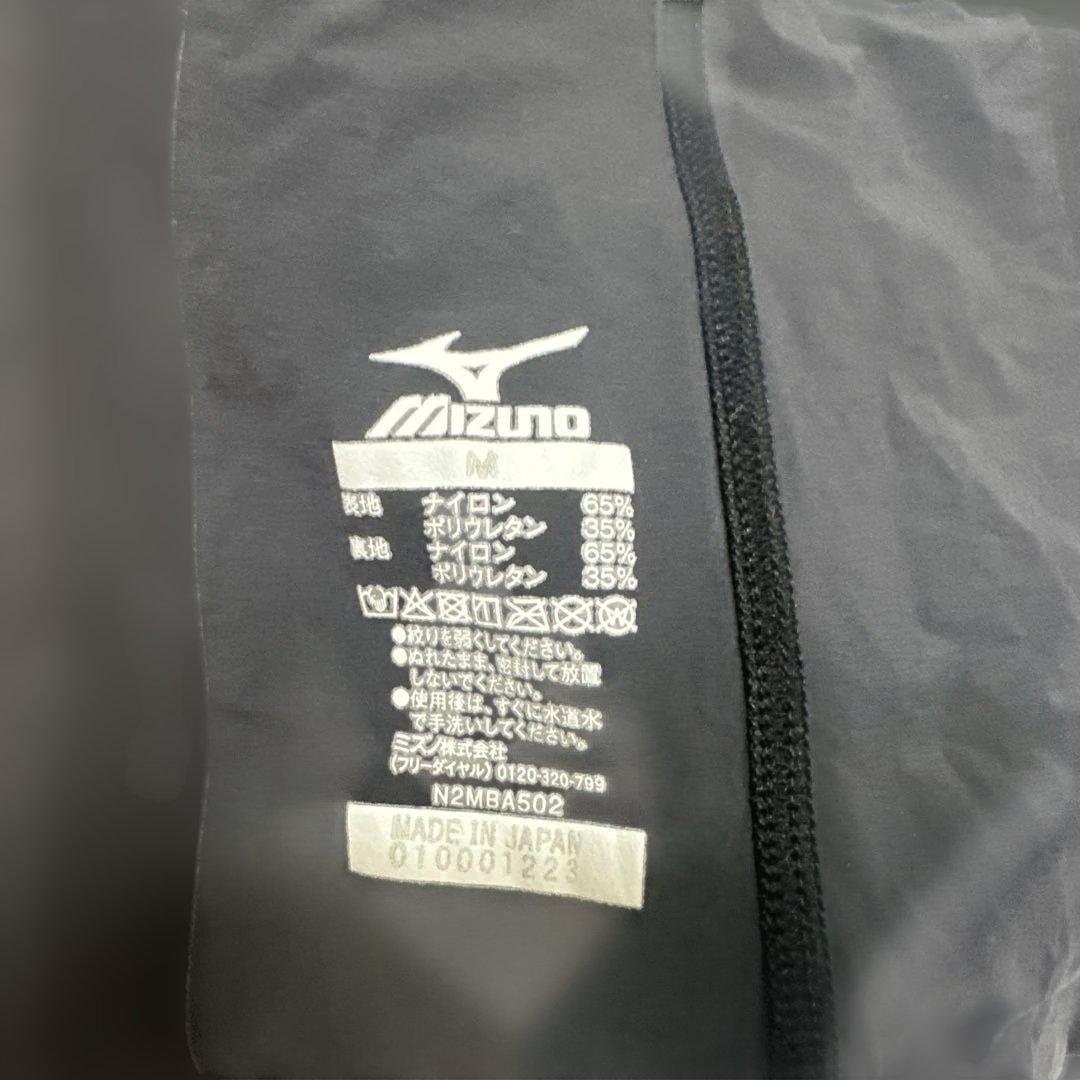 MIZUNO
M
表地 ナイロン 65%
ポリウレタン 35%
裏地 ナイロン 65%
ポリウレタン 35%
●絞りを弱くしてください。
●ぬれたまま、密封して放置
しないでください。
●使用後は、すぐに水道水
で手洗いしてください。
ミズノ株式会社
(フリーダイヤル) 0120-320-799
N2MBA502
MADE IN JAPAN
010001223